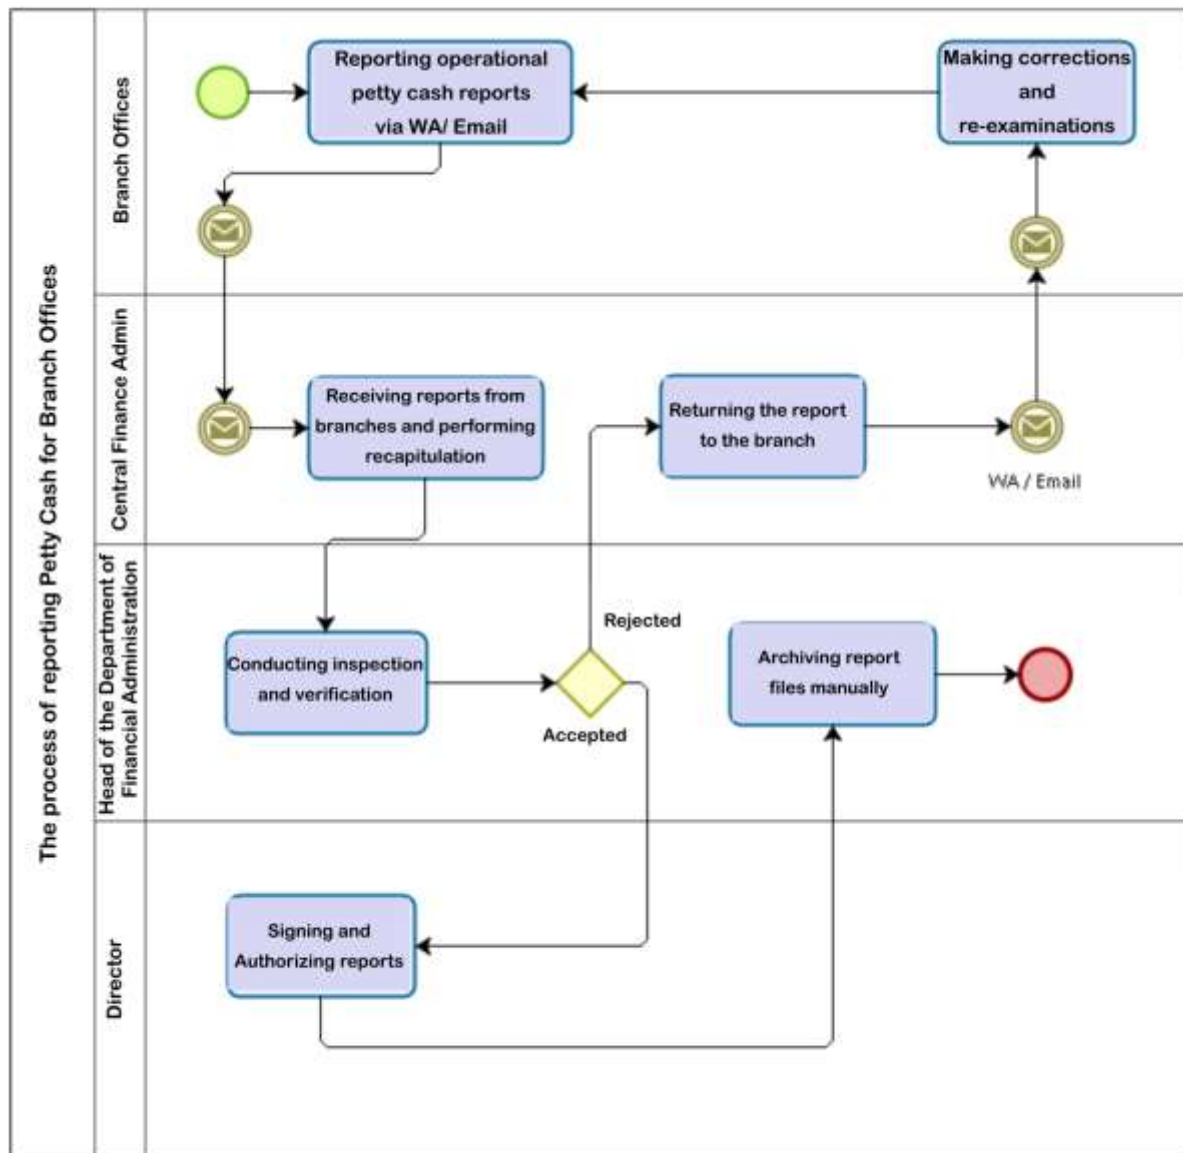 The process of reporting Petty Cash for Branch Offices
Branch Offices
Reporting operational
petty cash reports
via WA/ Email
Making corrections
and
re-examinations
Central Finance Admin
Receiving reports from
branches and performing
recapitulation
Returning the report
to the branch
WA / Email
Head of the Department of
Financial Administration
Conducting inspection
and verification
Rejected
Accepted
Archiving report
files manually
Director
Signing and
Authorizing reports